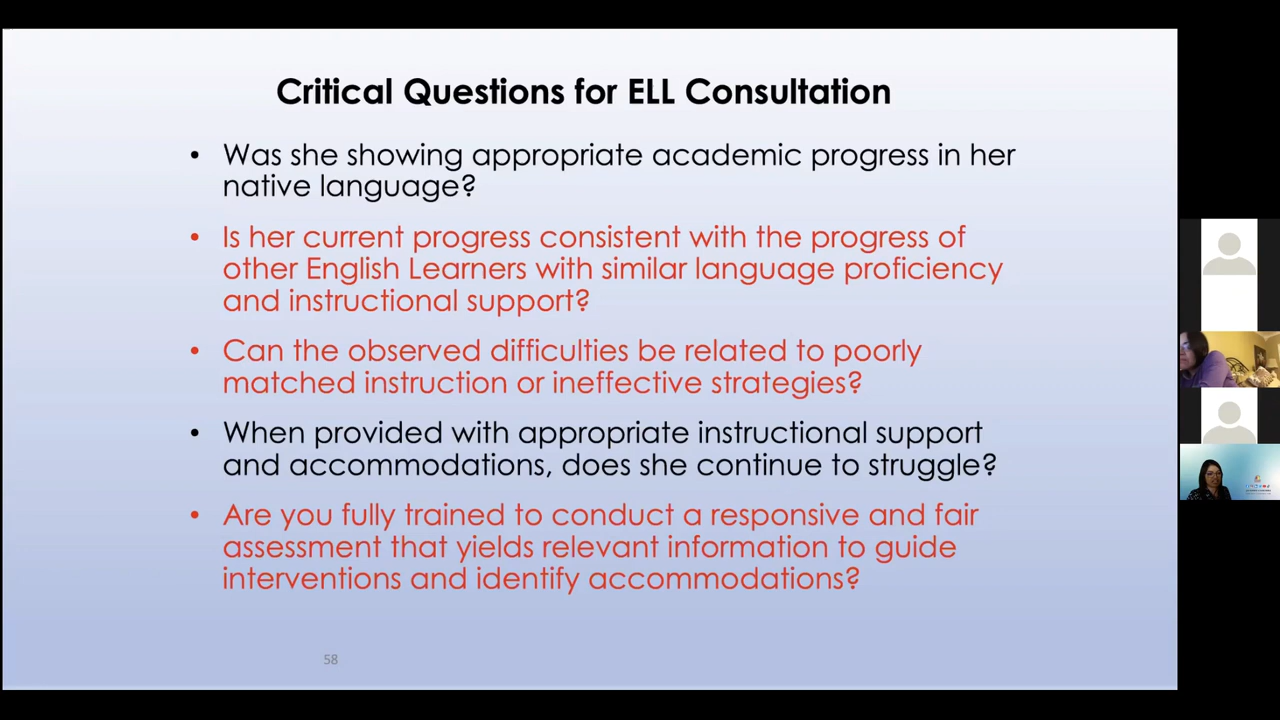 Critical Questions for ELL Consultation
• Was she showing appropriate academic progress in her
native language?
• Is her current progress consistent with the progress of
other English Learners with similar language proficiency
and instructional support?
• Can the observed difficulties be related to poorly
matched instruction or ineffective strategies?
• When provided with appropriate instructional support
and accommodations, does she continue to struggle?
• Are you fully trained to conduct a responsive and fair
assessment that yields relevant information to guide
interventions and identify accommodations?
58